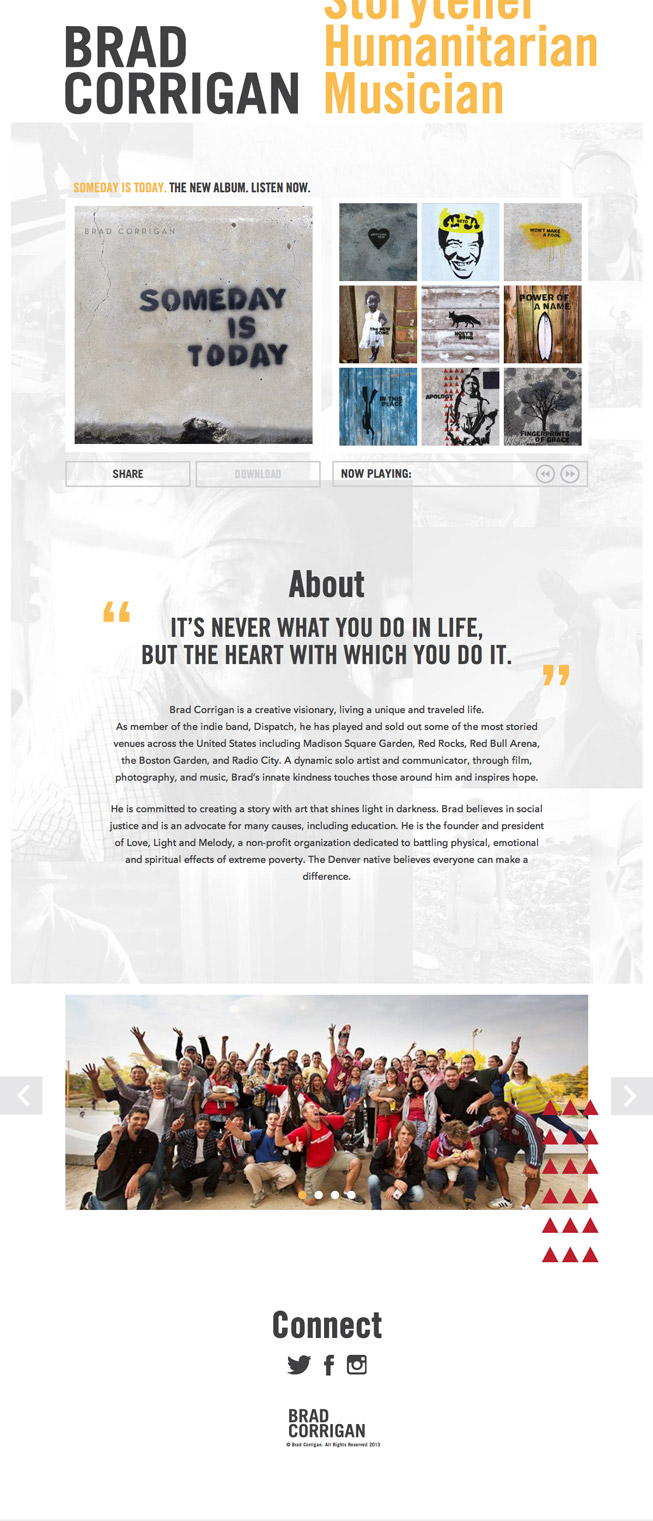 Storyteller
BRAD
CORRIGAN
Humanitarian
Musician
SOMEDAY IS TODAY. THE NEW ALBUM. LISTEN NOW.
BRAD CORRIGAN
SOMEDAY
IS
TODAY
WON'T MAKE
A FOOL
POWER OF
A NAME
IN THIS
PLACE
APOLOGY
FINGERPRINTS
OF GRACE
SHARE
DOWNLOAD
NOW PLAYING:
About
“
IT’S NEVER WHAT YOU DO IN LIFE,
BUT THE HEART WITH WHICH YOU DO IT.
”
Brad Corrigan is a creative visionary, living a unique and traveled life.
As member of the indie band, Dispatch, he has played and sold out some of the most storied
venues across the United States including Madison Square Garden, Red Rocks, Red Bull Arena,
the Boston Garden, and Radio City. A dynamic solo artist and communicator, through film,
photography, and music, Brad’s innate kindness touches those around him and inspires hope.
He is committed to creating a story with art that shines light in darkness. Brad believes in social
justice and is an advocate for many causes, including education. He is the founder and president
of Love, Light and Melody, a non-profit organization dedicated to battling physical, emotional
and spiritual effects of extreme poverty. The Denver native believes everyone can make a
difference.
Connect
BRAD
CORRIGAN
© Brad Corrigan. All Rights Reserved 2013